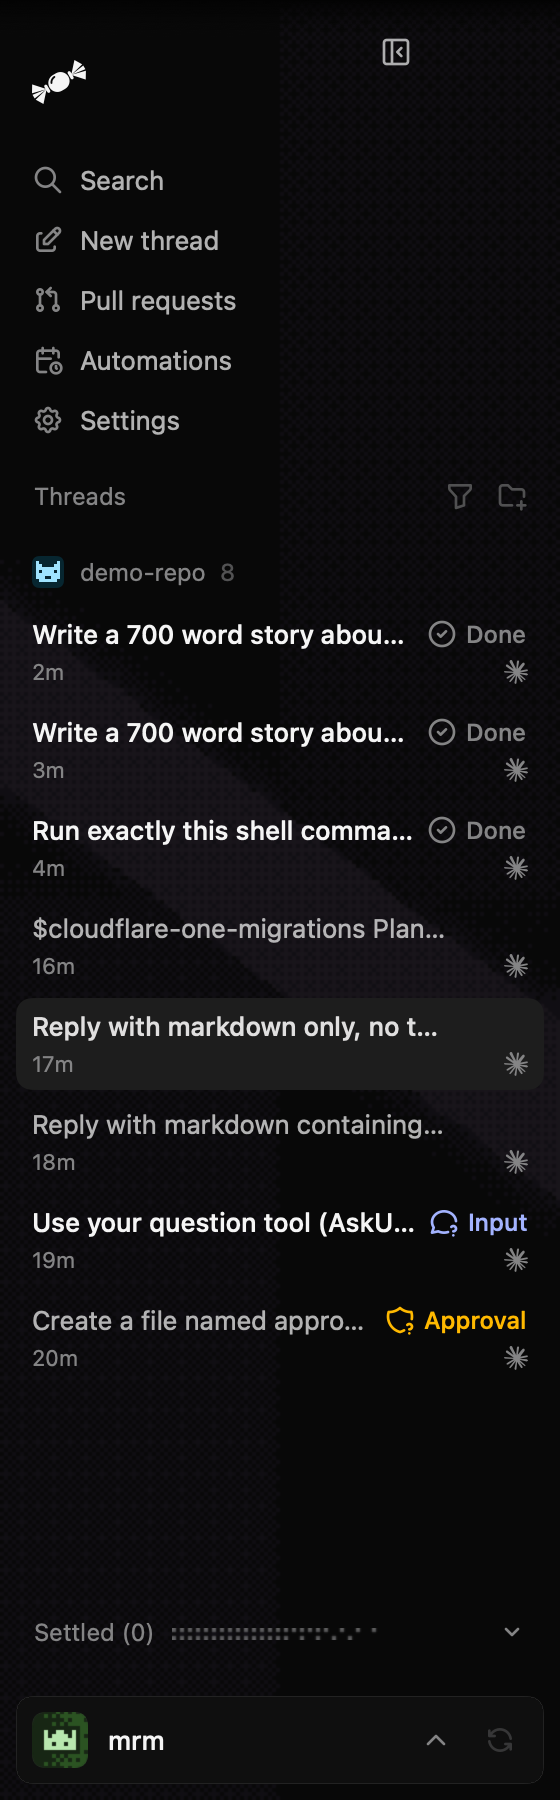 Search
New thread
Pull requests
Automations
Settings
Threads
demo-repo 8
Write a 700 word story abou... Done
2m
Write a 700 word story abou... Done
3m
Run exactly this shell comma... Done
4m
$cloudflare-one-migrations Plan...
16m
Reply with markdown only, no t...
17m
Reply with markdown containing...
18m
Use your question tool (AskU... Input
19m
Create a file named appro... Approval
20m
Settled (0)
mrm